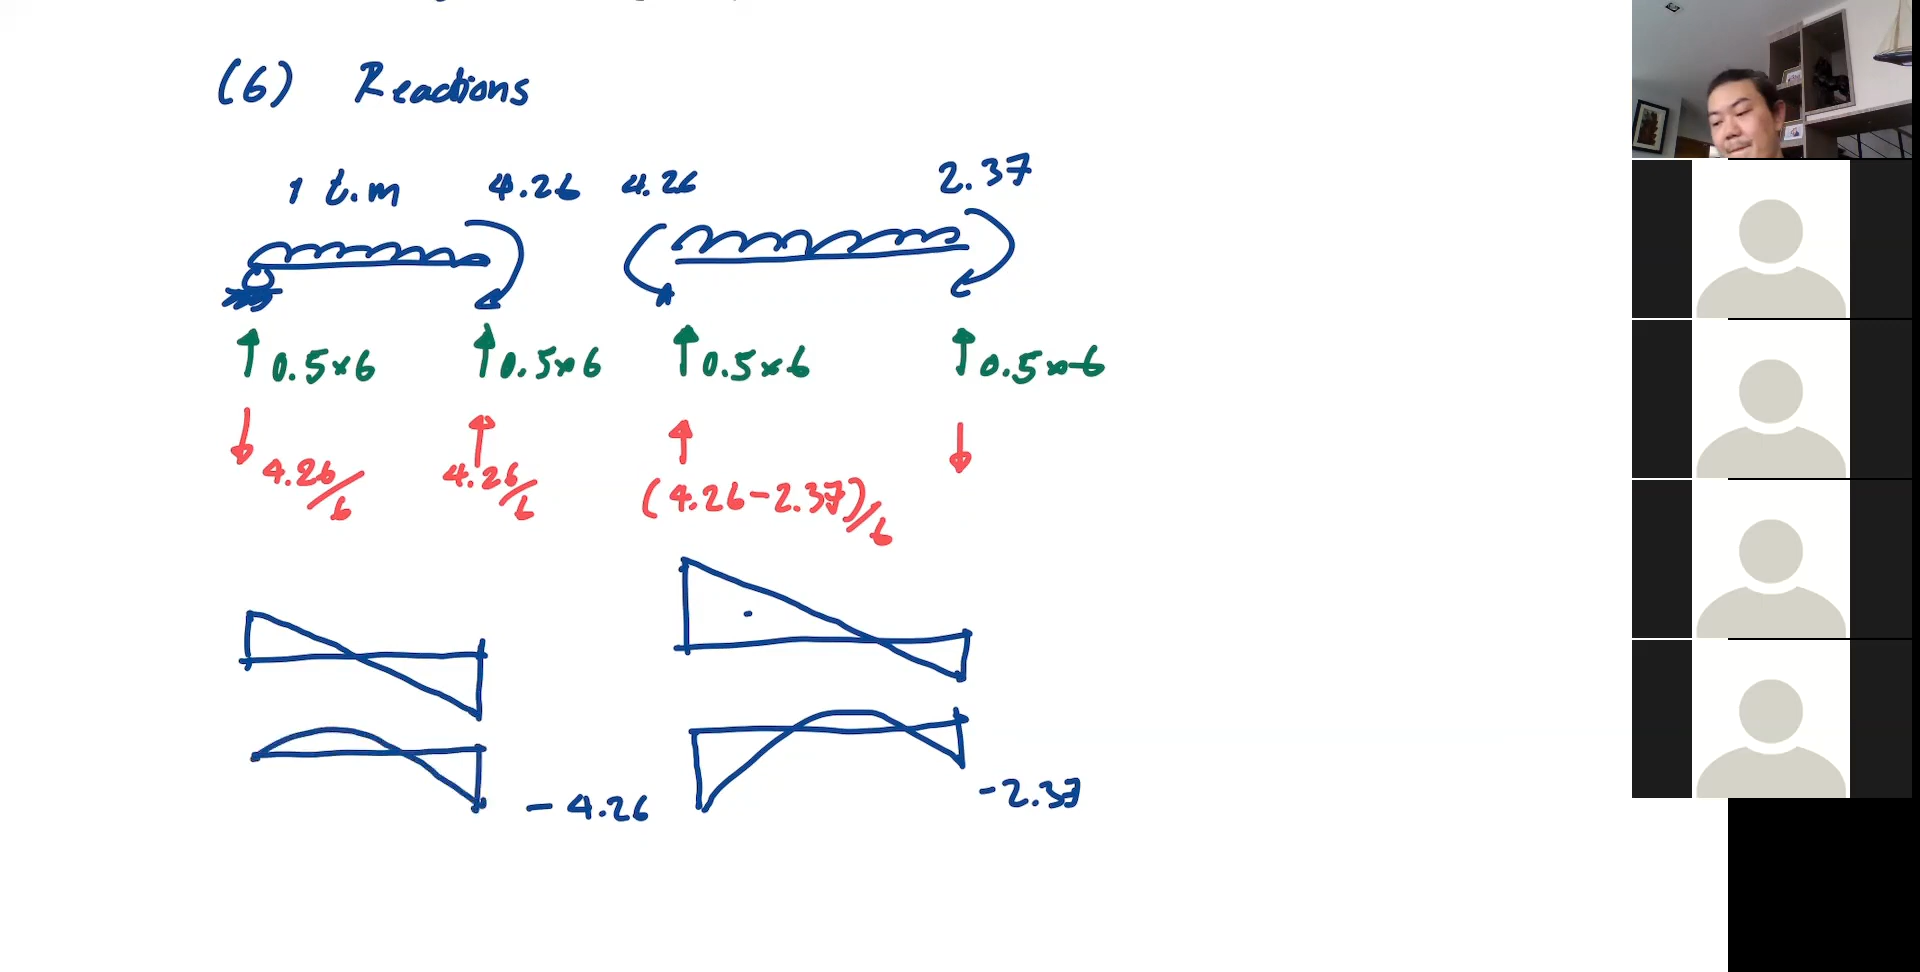 (6) Reactions
1 t.m 4.26 4.26 2.37
0.5×6 0.5×6 0.5×6 0.5×6
4.26/6 4.26/6 (4.26-2.37)/6
-4.26 -2.37